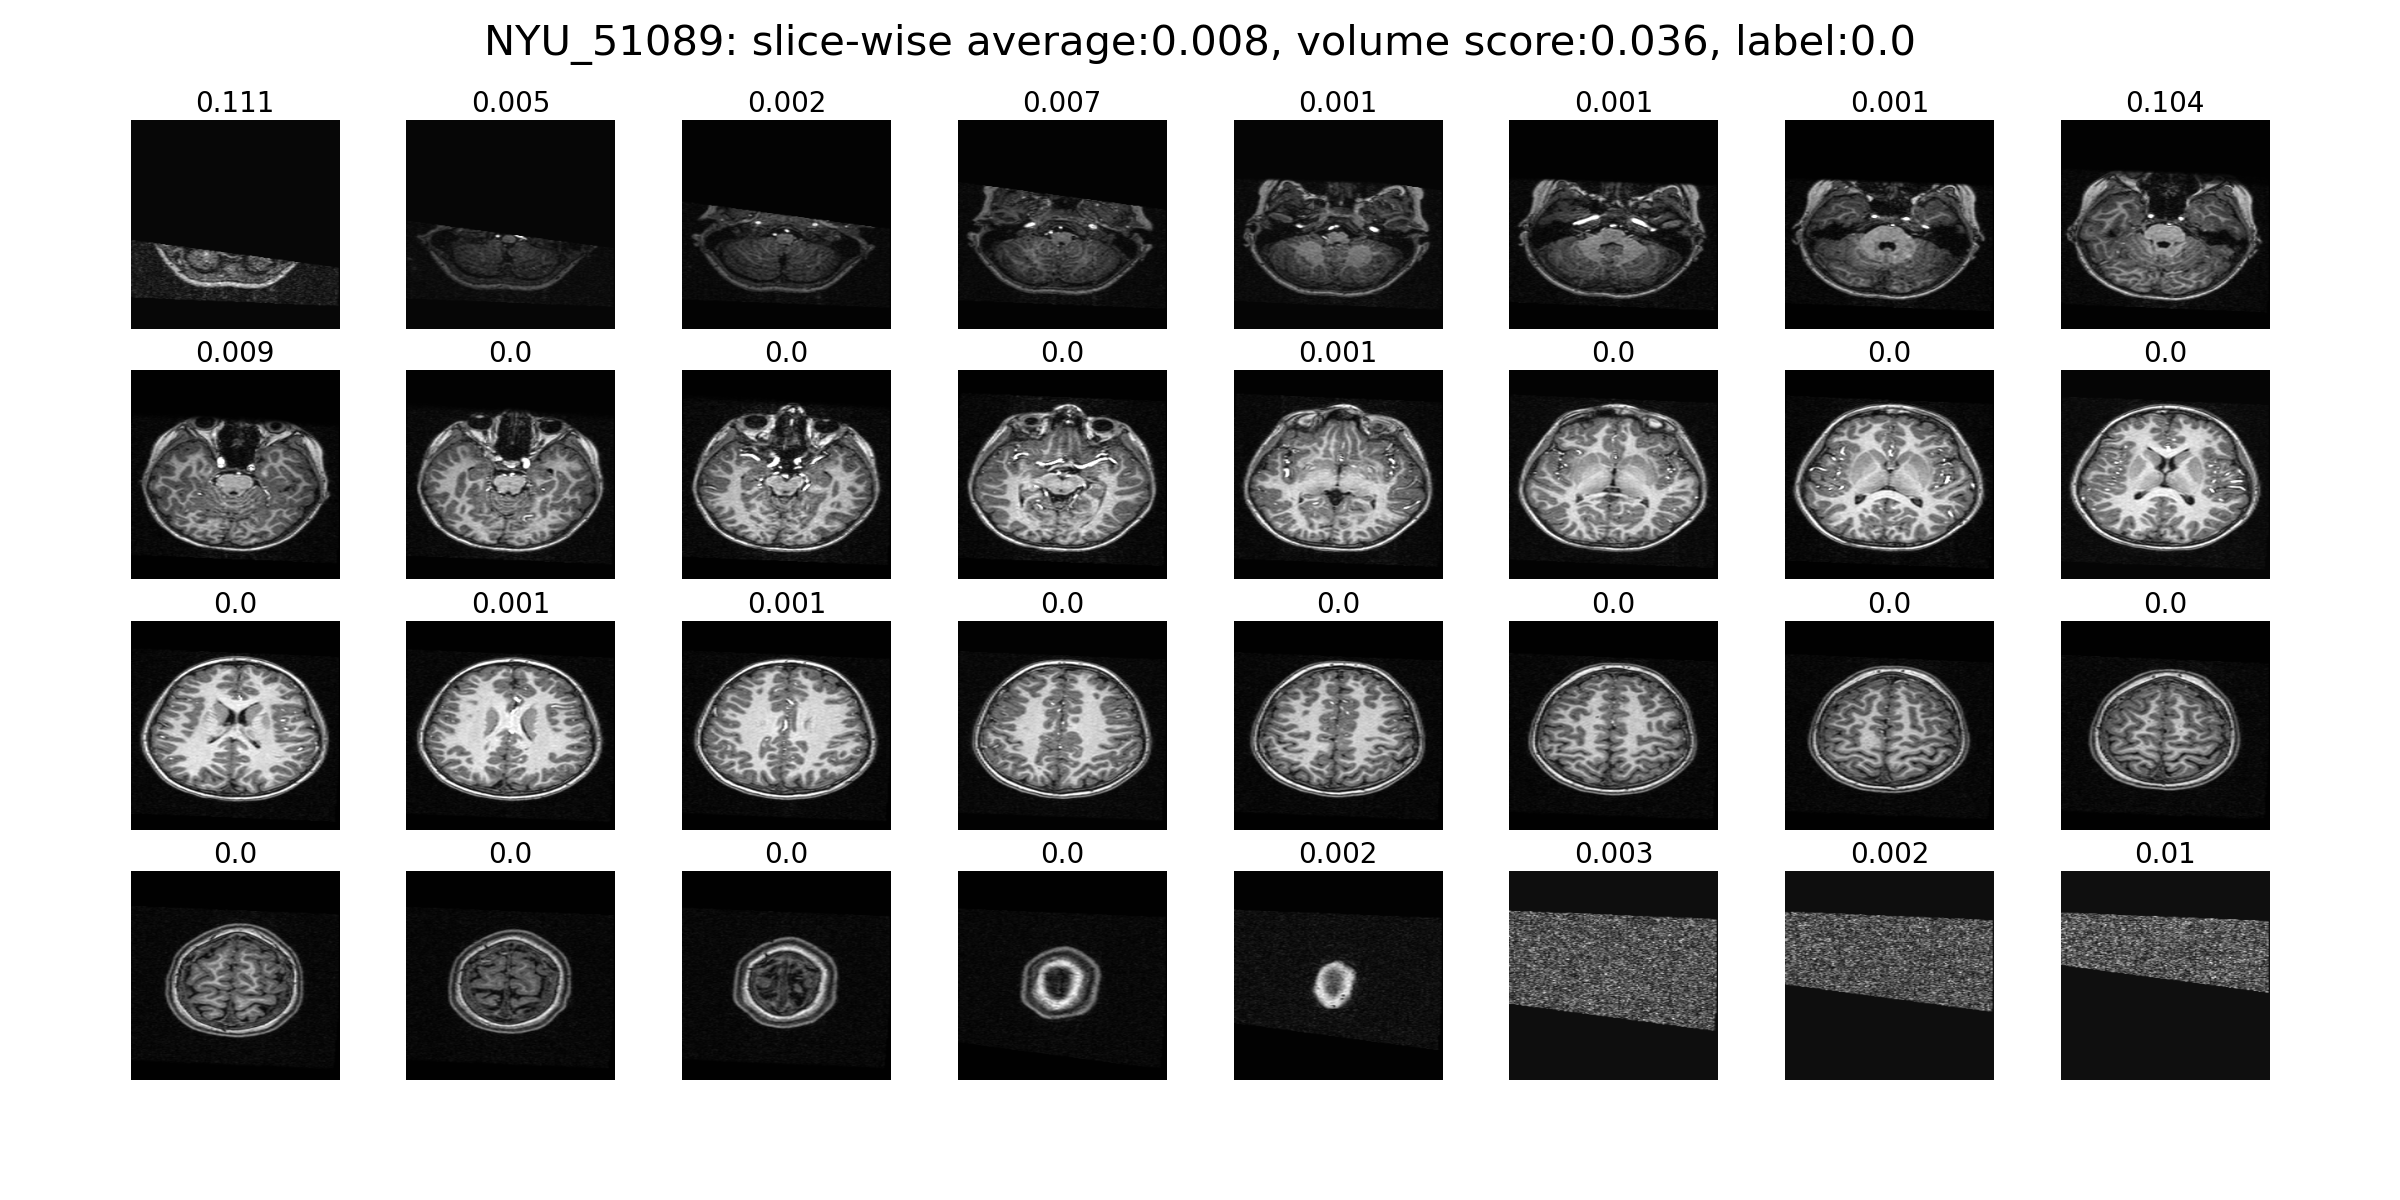 NYU_51089: slice-wise average:0.008, volume score:0.036, label:0.0
0.111 0.005 0.002 0.007 0.001 0.001 0.001 0.104
0.009 0.0 0.0 0.0 0.001 0.0 0.0 0.0
0.0 0.001 0.001 0.0 0.0 0.0 0.0 0.0
0.0 0.0 0.0 0.0 0.002 0.003 0.002 0.01